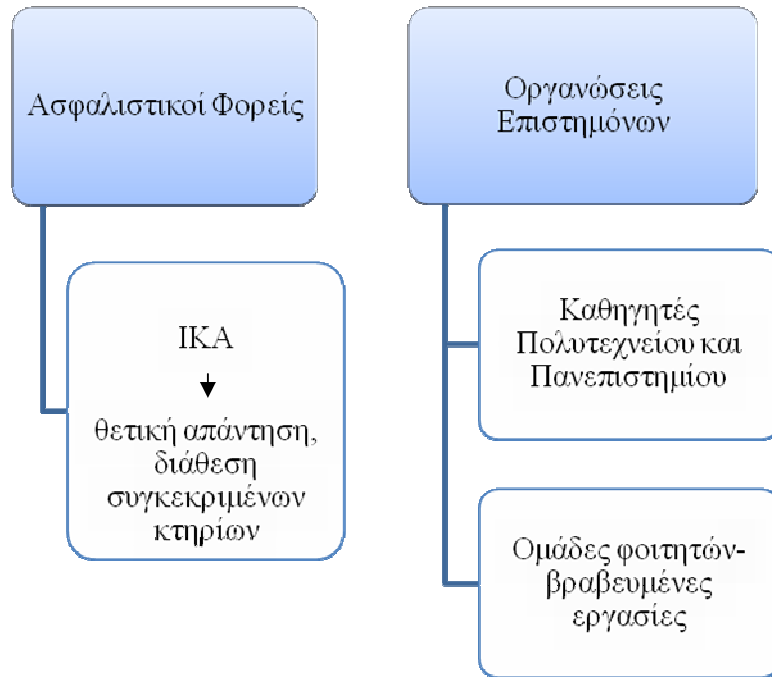 Ασφαλιστικοί Φορείς
ΙΚΑ
θετική απάντηση,
διάθεση
συγκεκριμένων
κτηρίων
Οργανώσεις
Επιστημόνων
Καθηγητές
Πολυτεχνείου και
Πανεπιστημίου
Ομάδες φοιτητών-
βραβευμένες
εργασίες